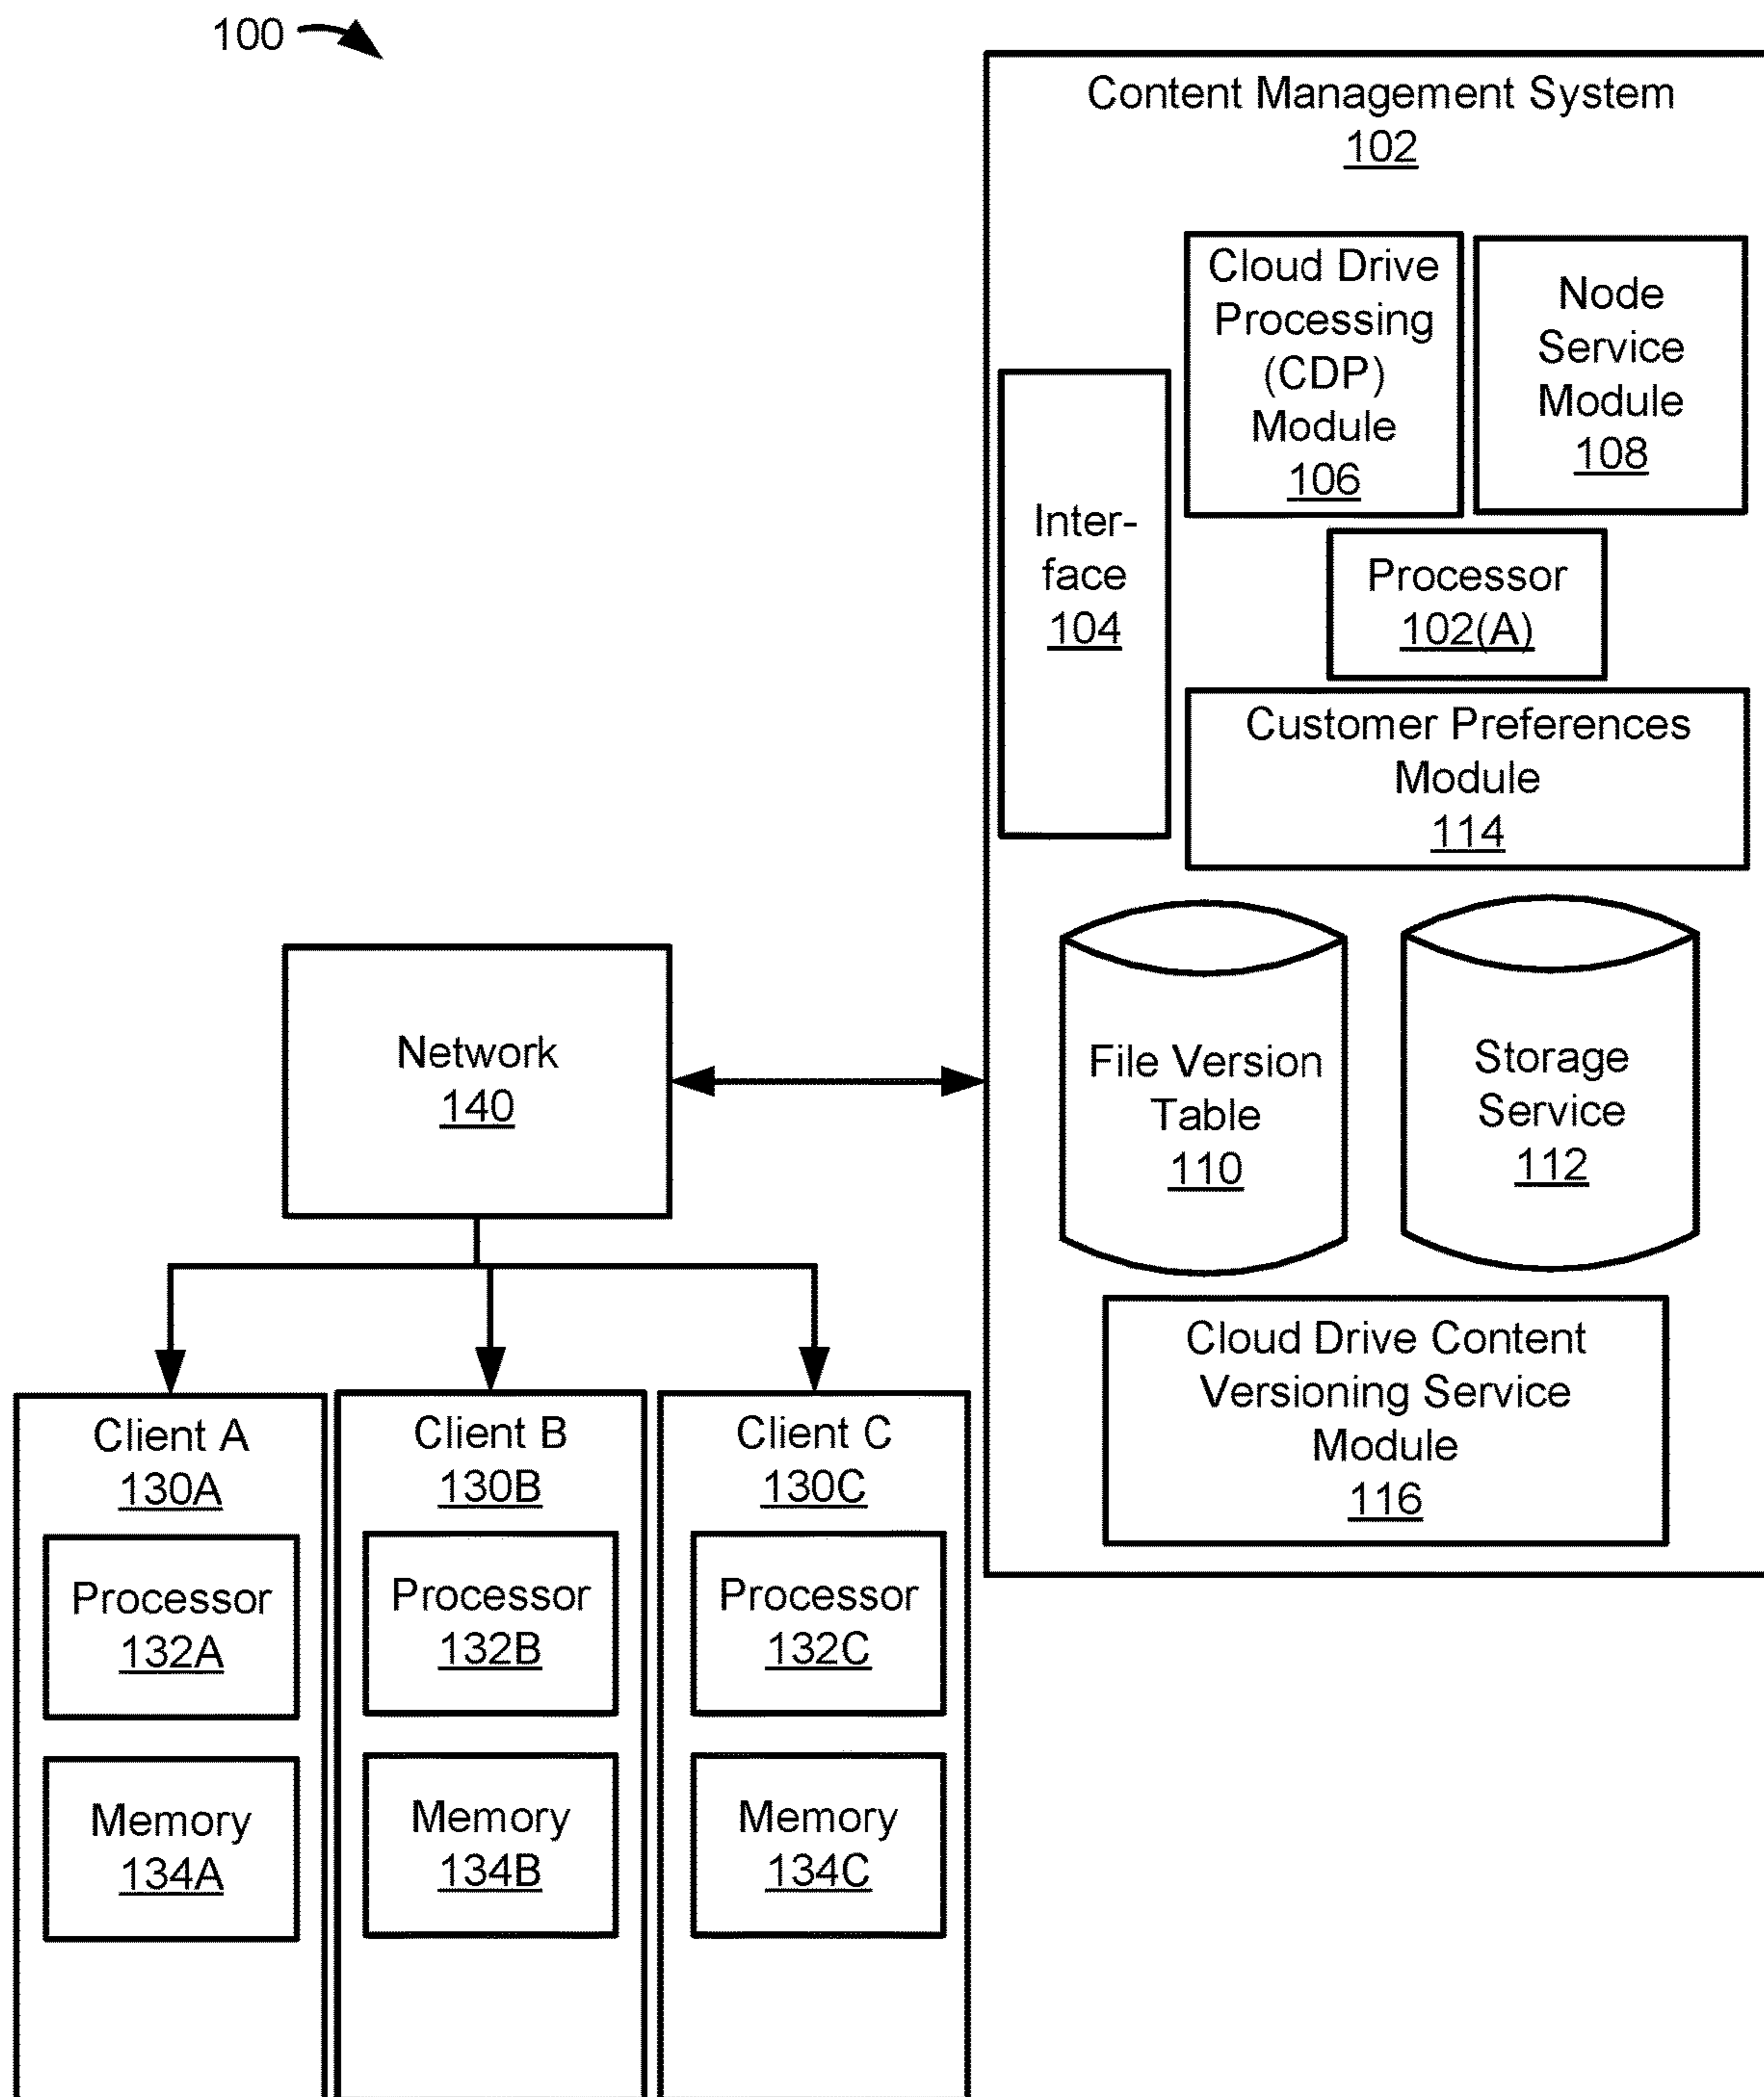 100
Content Management System
102
Cloud Drive
Processing
(CDP)
Module
106
Node
Service
Module
108
Inter-
face
104
Processor
102(A)
Customer Preferences
Module
114
File Version
Table
110
Storage
Service
112
Cloud Drive Content
Versioning Service
Module
116
Network
140
Client A
130A
Processor
132A
Memory
134A
Client B
130B
Processor
132B
Memory
134B
Client C
130C
Processor
132C
Memory
134C